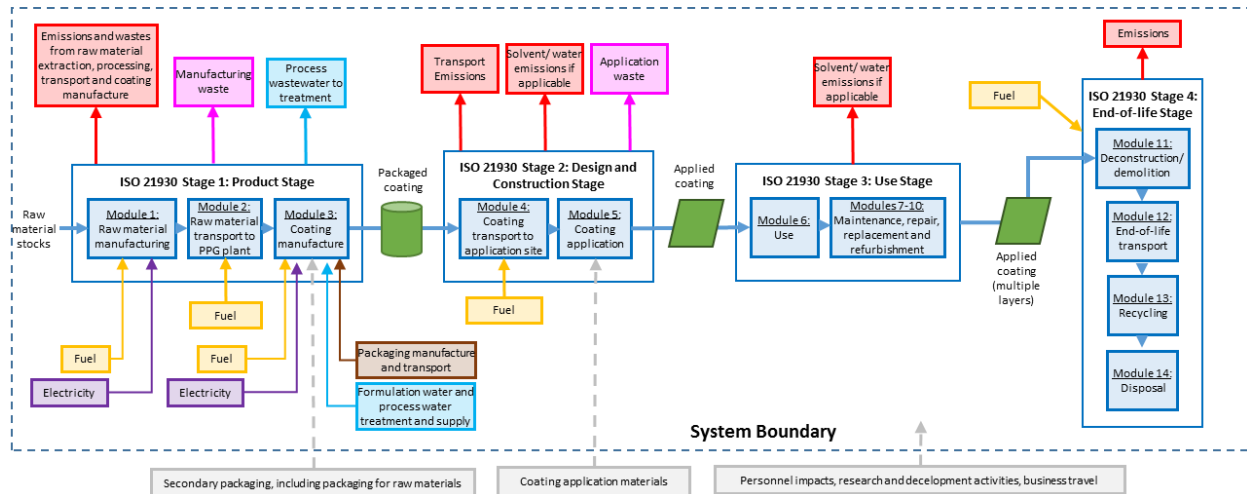 Emissions and wastes
from raw material
extraction, processing,
transport and coating
manufacture
Manufacturing
waste
Process
wastewater to
treatment
Transport
Emissions
Solvent/ water
emissions if
applicable
Application
waste
Solvent/ water
emissions if
applicable
Emissions
Fuel
ISO 21930 Stage 4:
End-of-life Stage
Module 11:
Deconstruction/
demolition
Module 12:
End-of-life
transport
Module 13:
Recycling
Module 14:
Disposal
Raw
material
stocks
ISO 21930 Stage 1: Product Stage
Module 1:
Raw material
manufacturing
Module 2:
Raw material
transport to
PPG plant
Module 3:
Coating
manufacture
Packaged
coating
ISO 21930 Stage 2: Design and
Construction Stage
Module 4:
Coating
transport to
application site
Module 5:
Coating
application
Applied
coating
ISO 21930 Stage 3: Use Stage
Module 6:
Use
Modules 7-10:
Maintenance, repair,
replacement and
refurbishment
Applied
coating
(multiple
layers)
Fuel
Fuel
Fuel
Fuel
Electricity
Electricity
Packaging manufacture
and transport
Formulation water and
process water
treatment and supply
System Boundary
Secondary packaging, including packaging for raw materials
Coating application materials
Personnel impacts, research and development activities, business travel